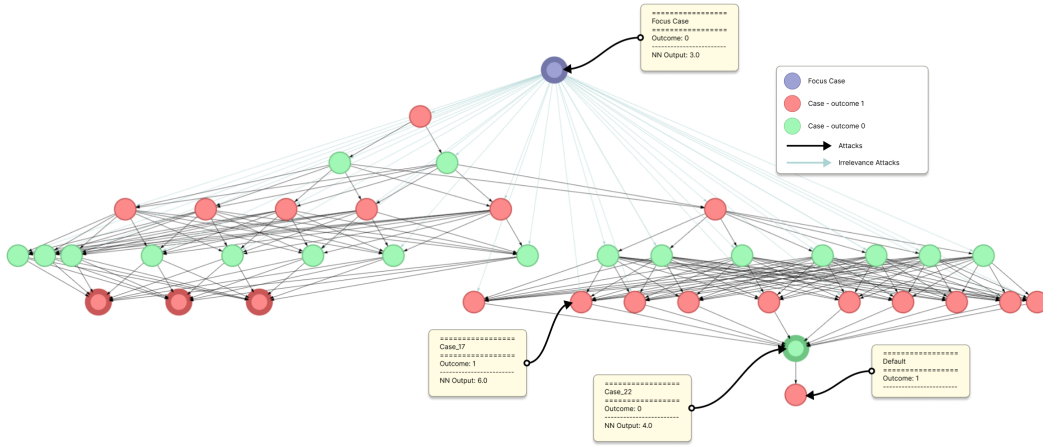 =================
Focus Case
=================
Outcome: 0
-------------------------
NN Output: 3.0
Focus Case
Case - outcome 1
Case - outcome 0
Attacks
Irrelevance Attacks
=================
Case_17
=================
Outcome: 1
-------------------------
NN Output: 6.0
=================
Case_22
=================
Outcome: 0
-------------------------
NN Output: 4.0
=================
Default
=================
Outcome: 1
-------------------------